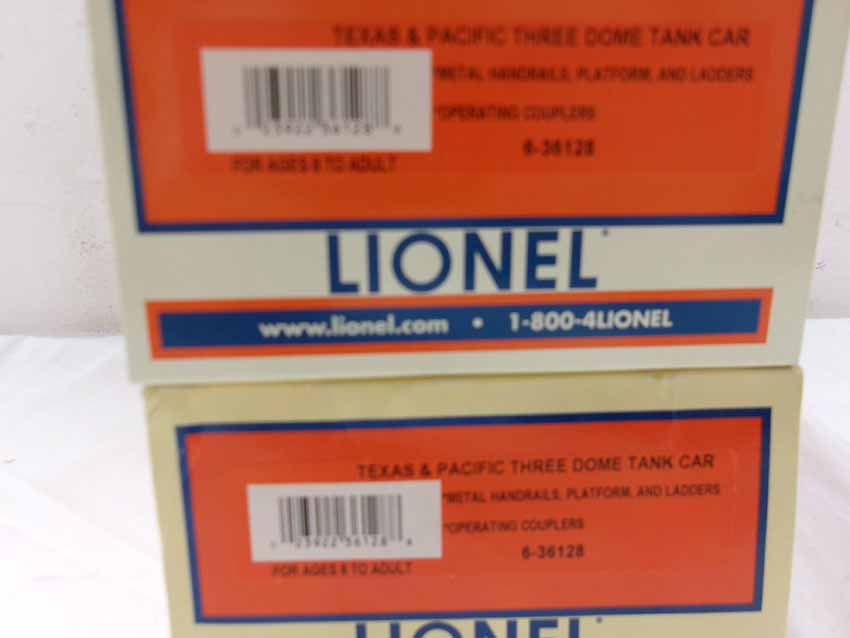 TEXAS & PACIFIC THREE DOME TANK CAR
*METAL HANDRAILS, PLATFORM, AND LADDERS
*OPERATING COUPLERS
6-36128
FOR AGES 8 TO ADULT
LIONEL
www.lionel.com • 1-800-4LIONEL
TEXAS & PACIFIC THREE DOME TANK CAR
*METAL HANDRAILS, PLATFORM, AND LADDERS
*OPERATING COUPLERS
6-36128
FOR AGES 8 TO ADULT
LIONEL